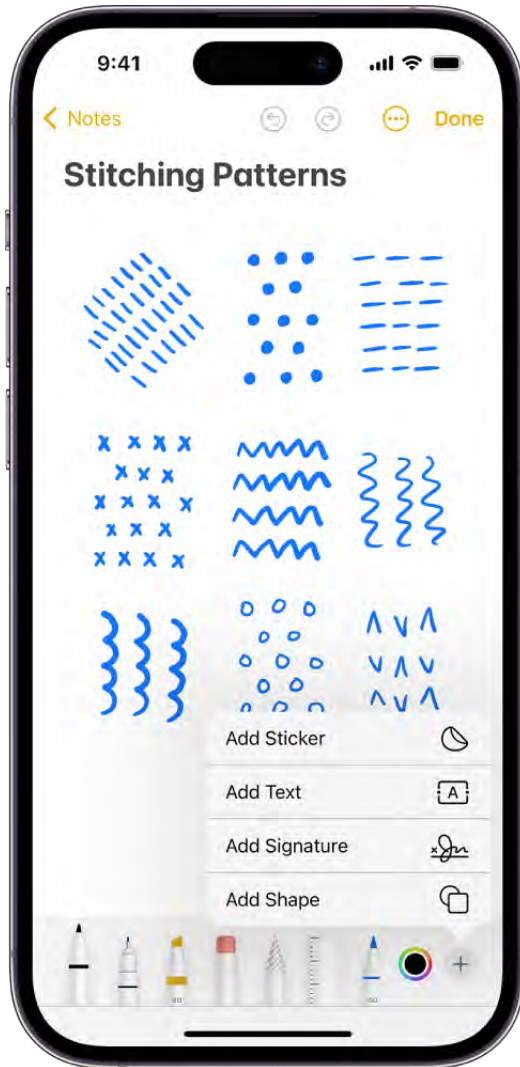 9:41
Notes
Done
Stitching Patterns
Add Sticker
Add Text
A
Add Signature
Add Shape